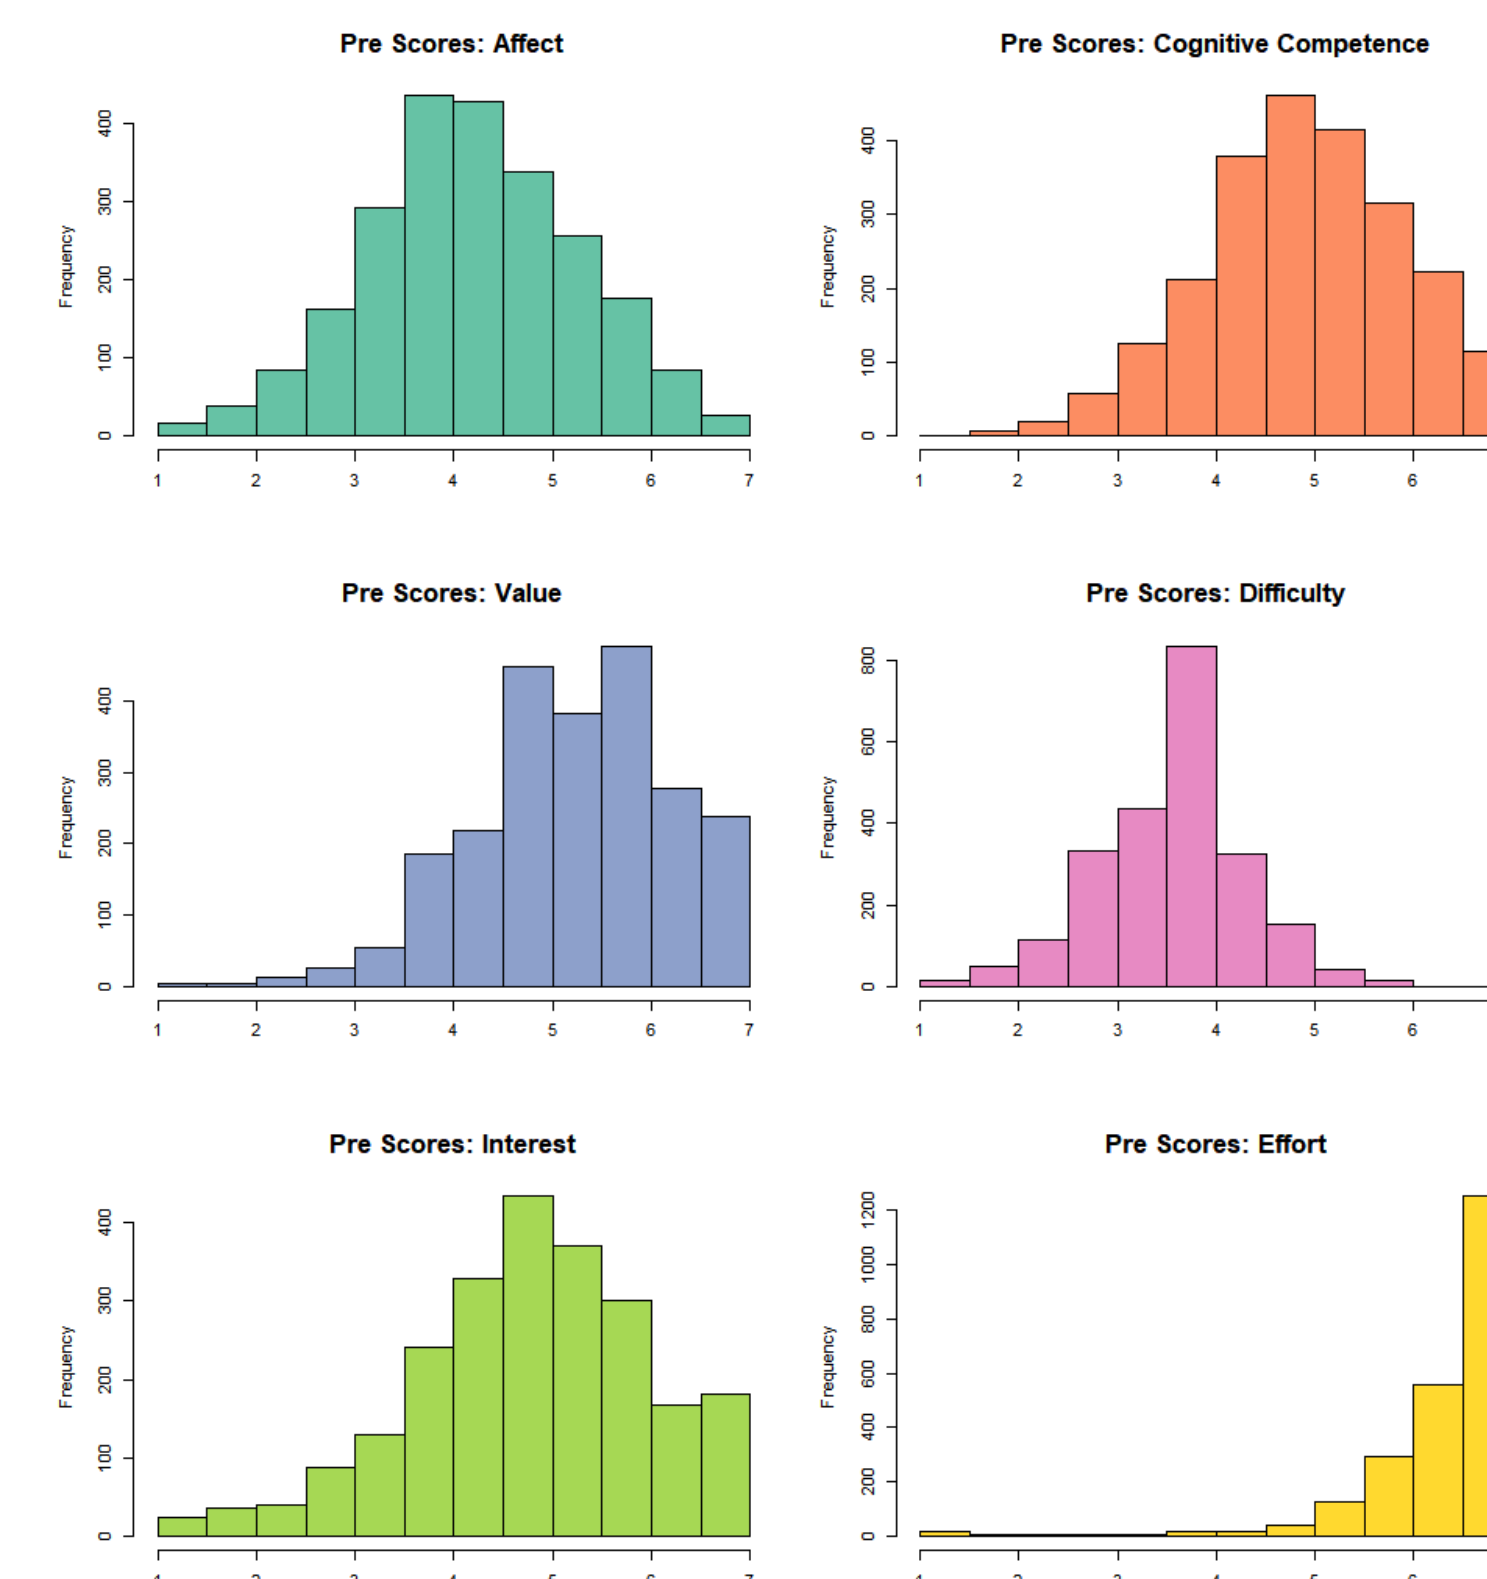 Pre Scores: Affect
Frequency
0 100 200 300 400
1 2 3 4 5 6 7
Pre Scores: Cognitive Competence
Frequency
0 100 200 300 400
1 2 3 4 5 6
Pre Scores: Value
Frequency
0 100 200 300 400
1 2 3 4 5 6 7
Pre Scores: Difficulty
Frequency
0 200 400 600 800
1 2 3 4 5 6
Pre Scores: Interest
Frequency
0 100 200 300 400
Pre Scores: Effort
Frequency
0 200 400 600 800 1000 1200